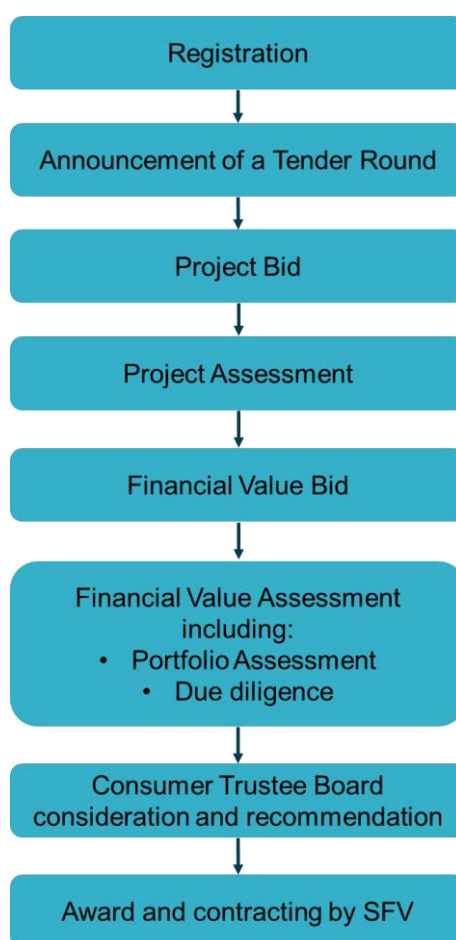 Registration
Announcement of a Tender Round
Project Bid
Project Assessment
Financial Value Bid
Financial Value Assessment
including:
• Portfolio Assessment
• Due diligence
Consumer Trustee Board
consideration and recommendation
Award and contracting by SFV